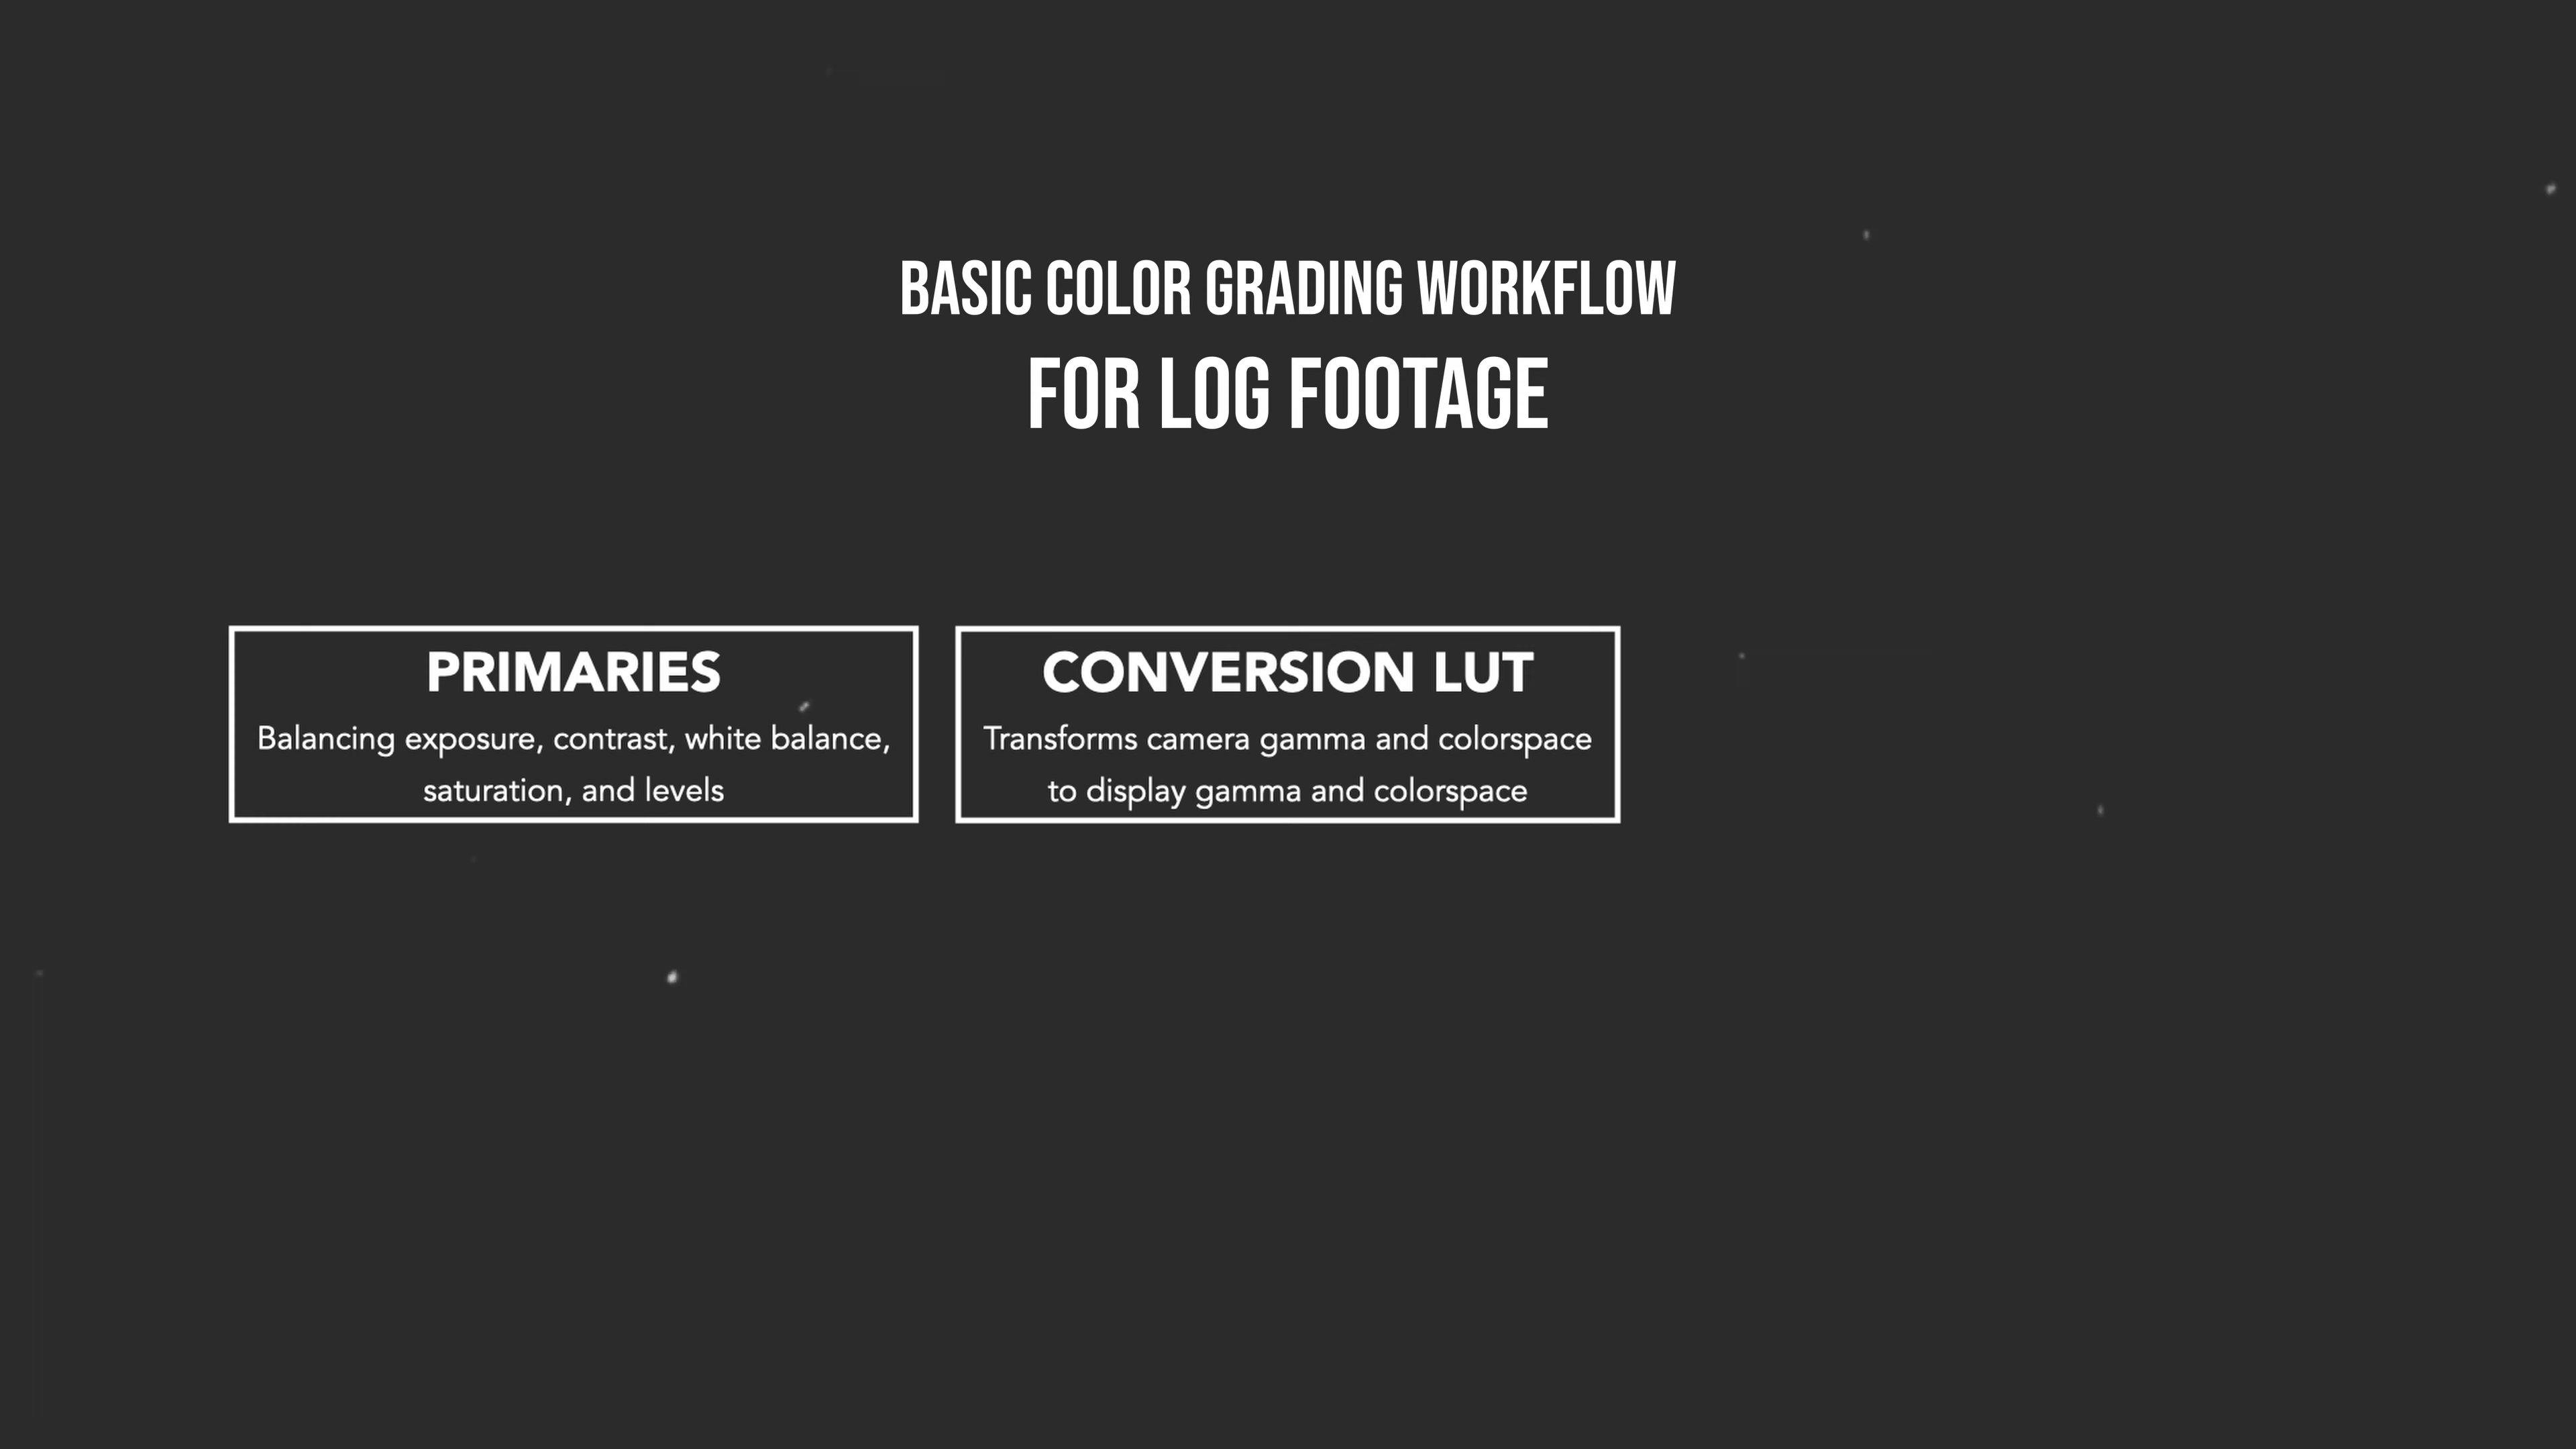 BASIC COLOR GRADING WORKFLOW
FOR LOG FOOTAGE
PRIMARIES
Balancing exposure, contrast, white balance,
saturation, and levels
CONVERSION LUT
Transforms camera gamma and colorspace
to display gamma and colorspace